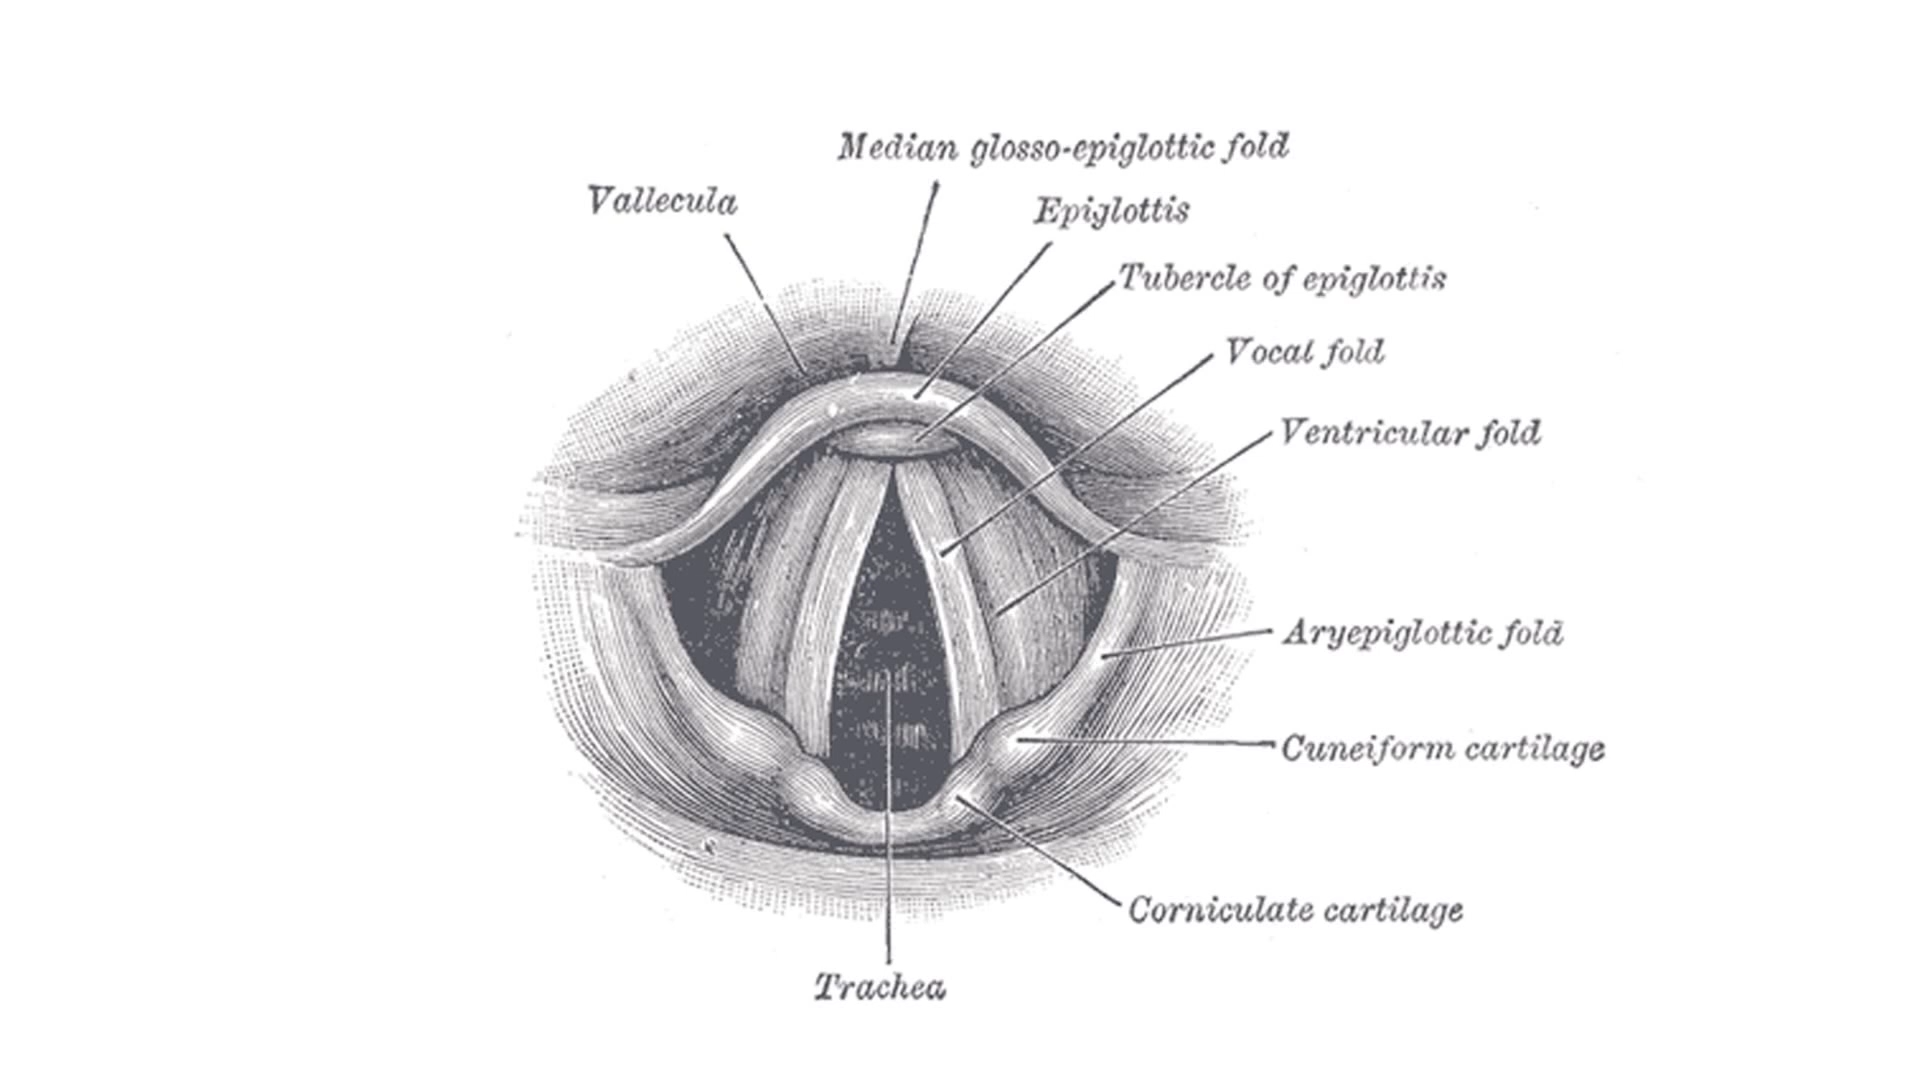 Median glosso-epiglottic fold
Vallecula
Epiglottis
Tubercle of epiglottis
Vocal fold
Ventricular fold
Aryepiglottic fold
Cuneiform cartilage
Corniculate cartilage
Trachea